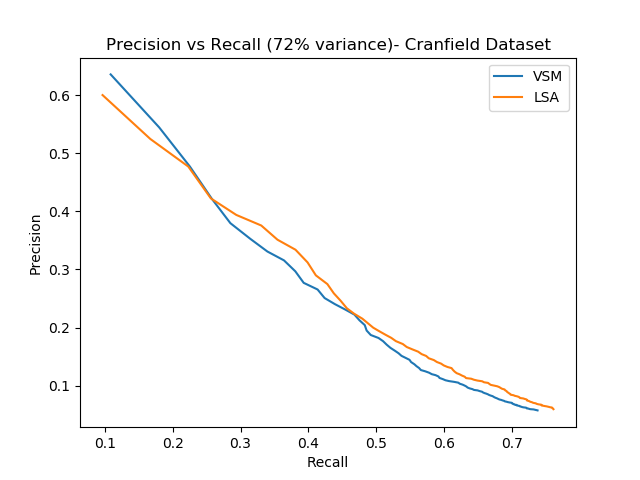 Precision vs Recall (72% variance)- Cranfield Dataset
VSM
LSA
Precision
0.6
0.5
0.4
0.3
0.2
0.1
0.1 0.2 0.3 0.4 0.5 0.6 0.7
Recall